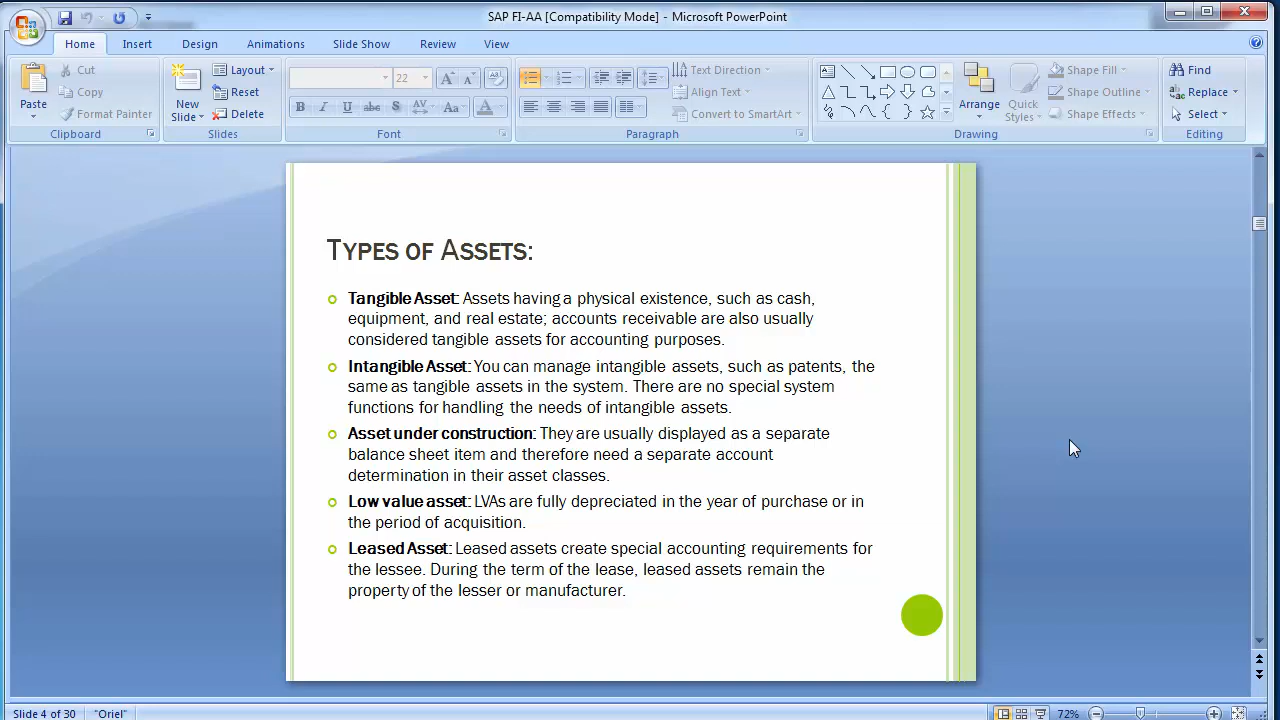 SAP FI-AA [Compatibility Mode] - Microsoft PowerPoint
Home Insert Design Animations Slide Show Review View
Paste
Cut
Copy
Format Painter
Clipboard
New
Slide
Layout
Reset
Delete
Slides
22
B I U abc S AV Aa A
Font
Text Direction
Align Text
Convert to SmartArt
Paragraph
Arrange
Quick
Styles
Shape Fill
Shape Outline
Shape Effects
Drawing
Find
Replace
Select
Editing
TYPES OF ASSETS:
Tangible Asset: Assets having a physical existence, such as cash,
equipment, and real estate; accounts receivable are also usually
considered tangible assets for accounting purposes.
Intangible Asset: You can manage intangible assets, such as patents, the
same as tangible assets in the system. There are no special system
functions for handling the needs of intangible assets.
Asset under construction: They are usually displayed as a separate
balance sheet item and therefore need a separate account
determination in their asset classes.
Low value asset: LVAs are fully depreciated in the year of purchase or in
the period of acquisition.
Leased Asset: Leased assets create special accounting requirements for
the lessee. During the term of the lease, leased assets remain the
property of the lesser or manufacturer.
Slide 4 of 30 "Oriel" 72%